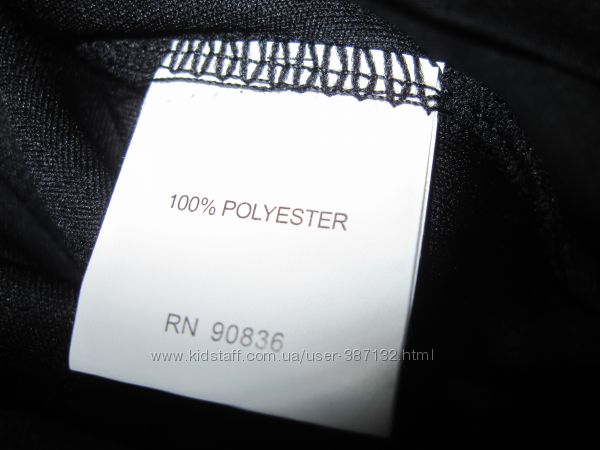 100% POLYESTER
RN 90836
www.kidstaff.com.ua/user-387132.html